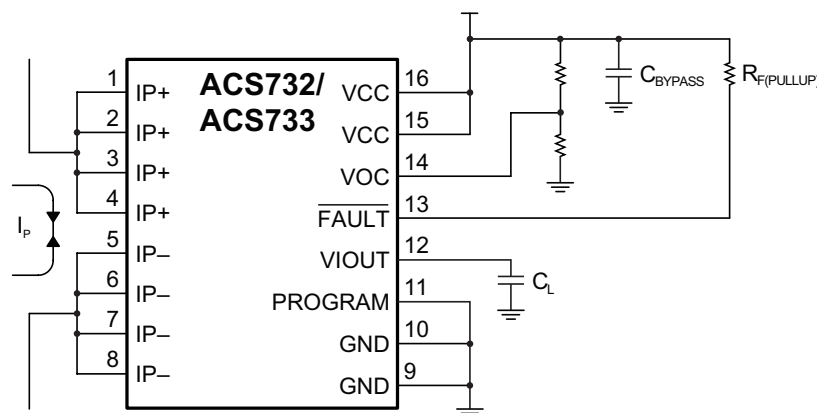 ACS732/
ACS733
1 IP+
2 IP+
3 IP+
4 IP+
5 IP–
6 IP–
7 IP–
8 IP–
I_P
VCC 16
VCC 15
VOC 14
FAULT 13
VIOUT 12
PROGRAM 11
GND 10
GND 9
C_BYPASS
R_F(PULLUP)
C_L